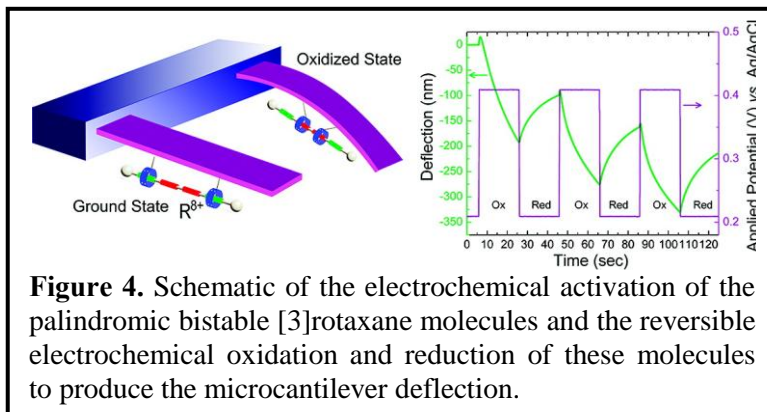 Oxidized State
Ground State
R8+
Deflection (nm)
0
-50
-100
-150
-200
-250
-300
-350
Ox
Red
Ox
Red
Ox
Red
0 10 20 30 40 50 60 70 80 90 100 110 120
Time (sec)
0.5
0.4
0.3
0.2
Applied Potential (V) vs. Ag/AgCl
Figure 4. Schematic of the electrochemical activation of the
palindromic bistable [3]rotaxane molecules and the reversible
electrochemical oxidation and reduction of these molecules
to produce the microcantilever deflection.